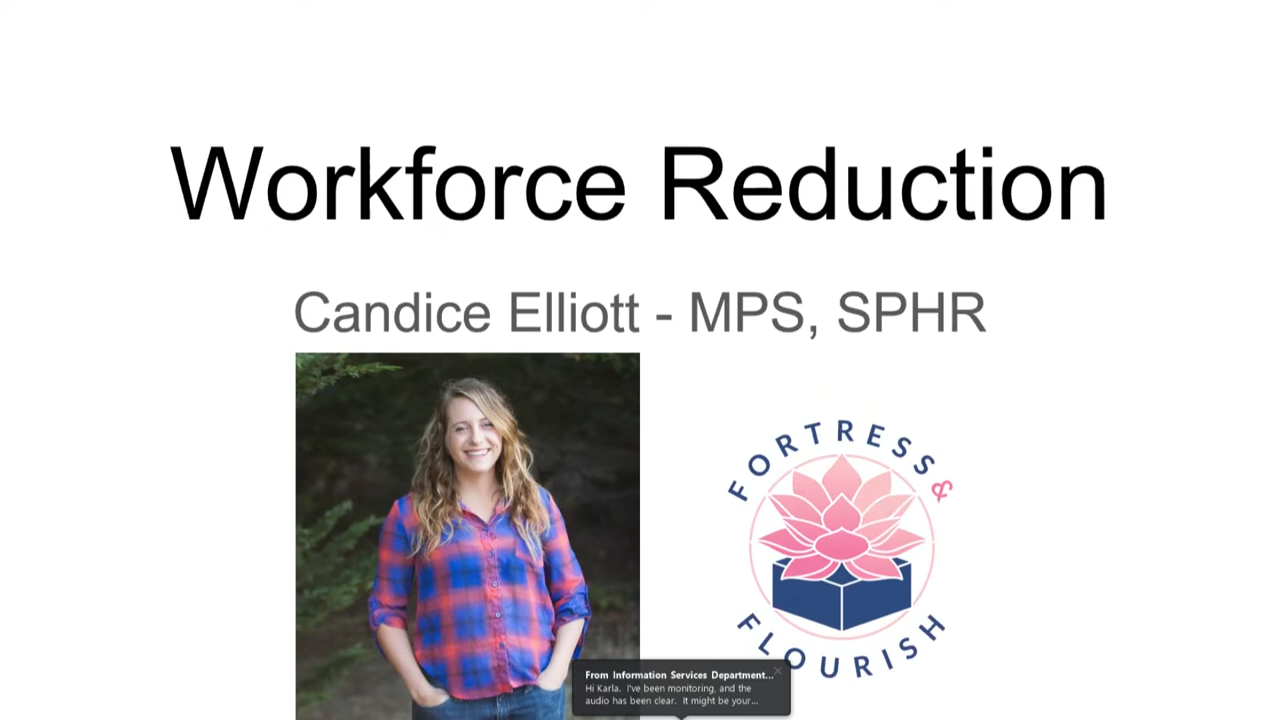 Workforce Reduction
Candice Elliott - MPS, SPHR
FORTRESS &
FLOURISH
From Information Services Department...
Hi Karla. I've been monitoring, and the
audio has been clear. It might be your...